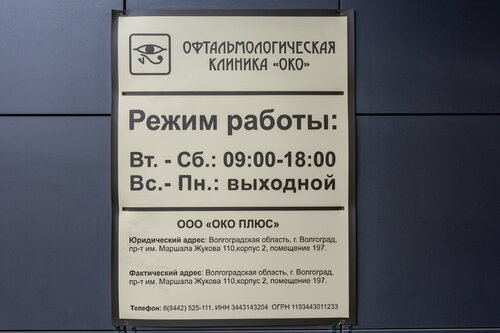 ОФТАЛЬМОЛОГИЧЕСКАЯ
КЛИНИКА «ОКО»
Режим работы:
Вт. - Сб.: 09:00-18:00
Вс.- Пн.: выходной
ООО «ОКО ПЛЮС»
Юридический адрес: Волгоградская область, г. Волгоград,
пр-т им. Маршала Жукова 110,корпус 2, помещение 197.
Фактический адрес: Волгоградская область, г. Волгоград,
пр-т им. Маршала Жукова 110,корпус 2, помещение 197.
Телефон: 8(8442) 525-111, ИНН 3443143204 ОГРН 1193443011233